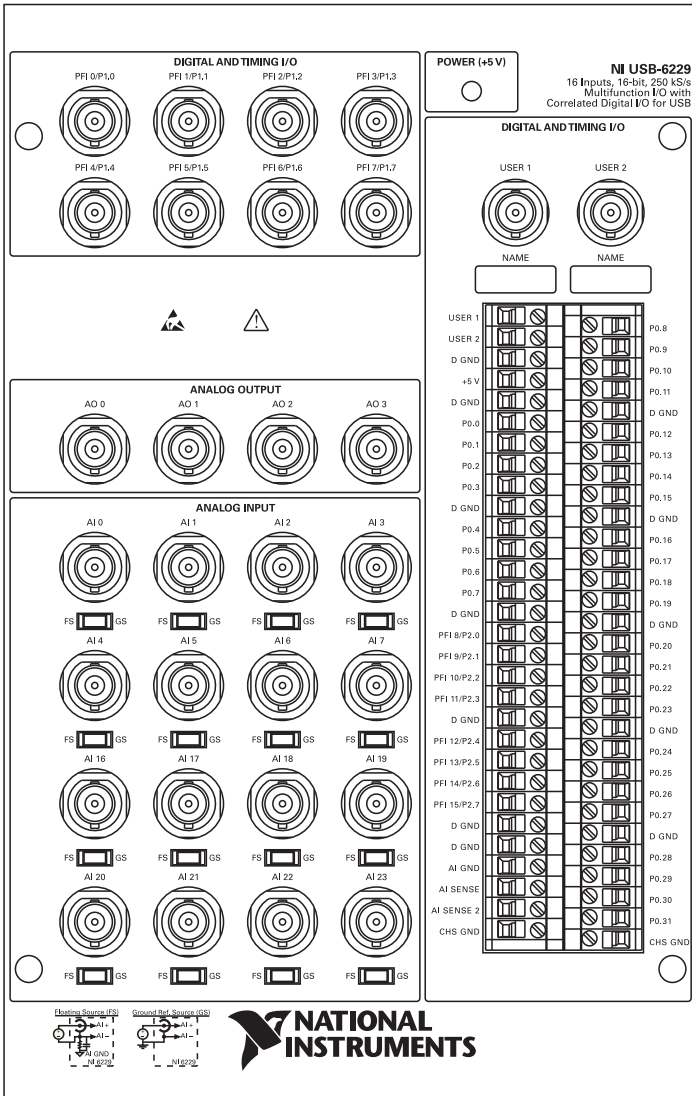 DIGITAL AND TIMING I/O
PFI 0/P1.0 PFI 1/P1.1 PFI 2/P1.2 PFI 3/P1.3
PFI 4/P1.4 PFI 5/P1.5 PFI 6/P1.6 PFI 7/P1.7
POWER (+5 V)
NI USB-6229
16 Inputs, 16-bit, 250 kS/s
Multifunction I/O with
Correlated Digital I/O for USB
ANALOG OUTPUT
AO 0 AO 1 AO 2 AO 3
ANALOG INPUT
AI 0 AI 1 AI 2 AI 3
FS GS FS GS FS GS FS GS
AI 4 AI 5 AI 6 AI 7
FS GS FS GS FS GS FS GS
AI 16 AI 17 AI 18 AI 19
FS GS FS GS FS GS FS GS
AI 20 AI 21 AI 22 AI 23
FS GS FS GS FS GS FS GS
DIGITAL AND TIMING I/O
USER 1 USER 2
NAME NAME
USER 1
USER 2
D GND
+5 V
D GND
P0.0
P0.1
P0.2
P0.3
D GND
P0.4
P0.5
P0.6
P0.7
D GND
PFI 8/P2.0
PFI 9/P2.1
PFI 10/P2.2
PFI 11/P2.3
D GND
PFI 12/P2.4
PFI 13/P2.5
PFI 14/P2.6
PFI 15/P2.7
D GND
D GND
AI GND
AI SENSE
AI SENSE 2
CHS GND
P0.8
P0.9
P0.10
P0.11
D GND
P0.12
P0.13
P0.14
P0.15
D GND
P0.16
P0.17
P0.18
P0.19
D GND
P0.20
P0.21
P0.22
P0.23
D GND
P0.24
P0.25
P0.26
P0.27
D GND
P0.28
P0.29
P0.30
P0.31
CHS GND
Floating Source (FS)
AI +
AI –
AI GND
NI 6229
Ground Ref. Source (GS)
AI +
AI –
NI 6229
NATIONAL
INSTRUMENTS